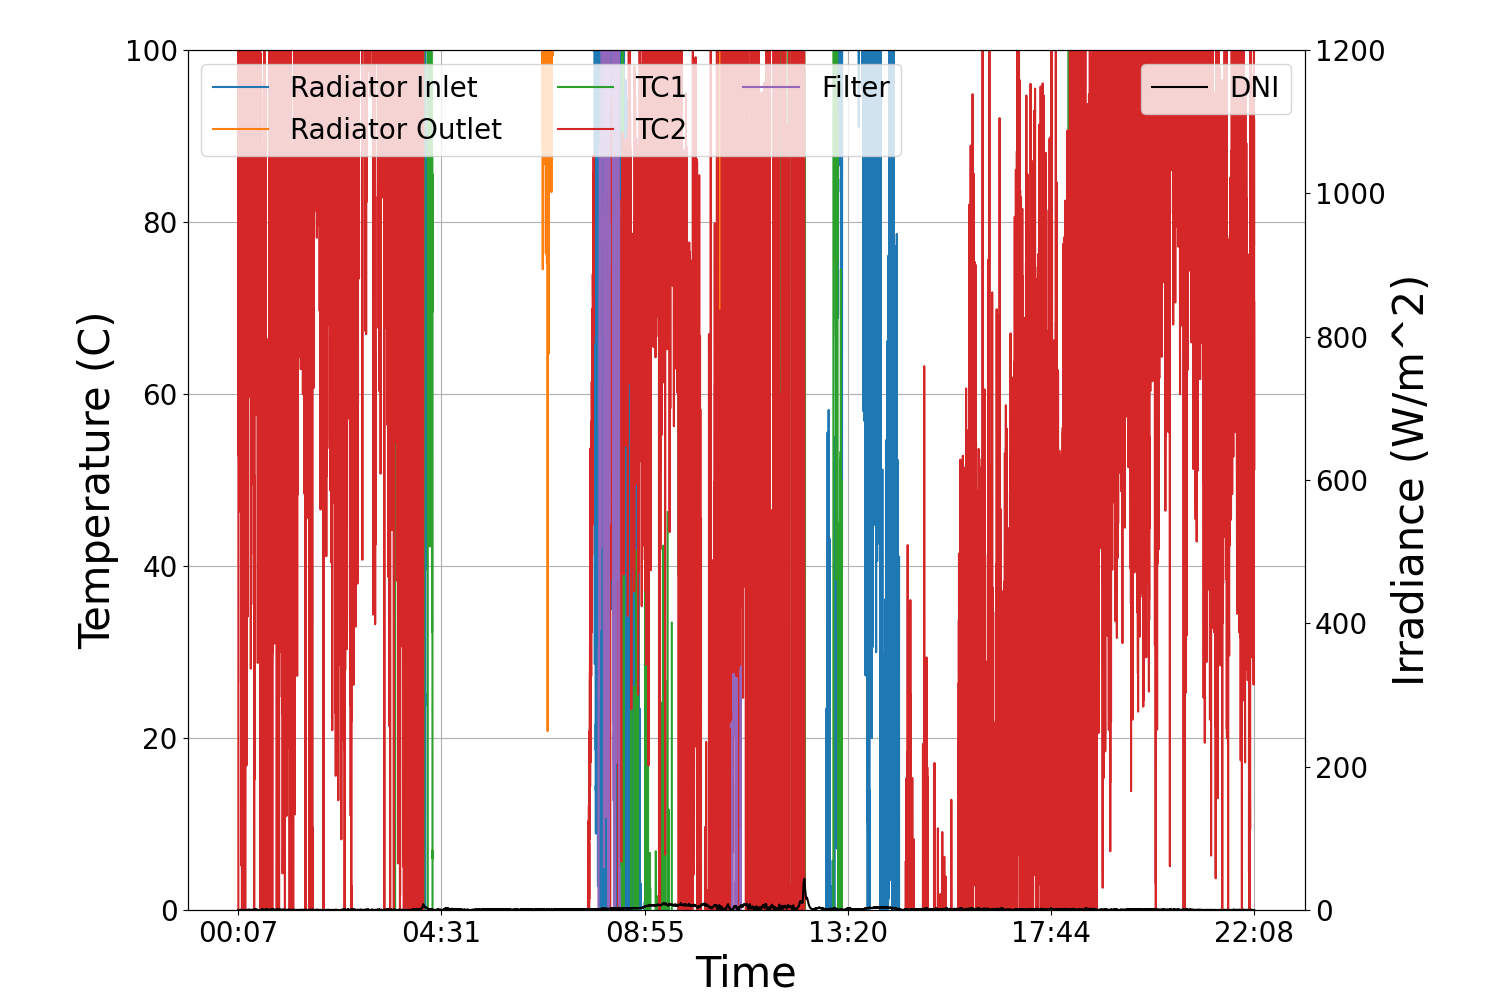 100
80
60
40
20
0
Temperature (C)
Radiator Inlet
Radiator Outlet
TC1
TC2
Filter
DNI
1200
1000
800
600
400
200
0
Irradiance (W/m^2)
00:07
04:31
08:55
13:20
17:44
22:08
Time